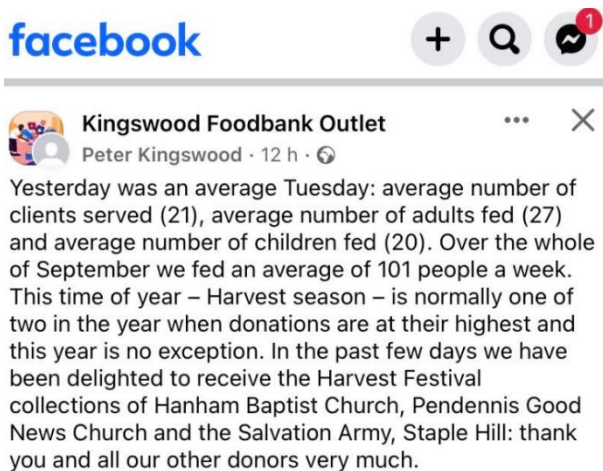 facebook
1
Kingswood Foodbank Outlet
Peter Kingswood · 12 h ·
Yesterday was an average Tuesday: average number of
clients served (21), average number of adults fed (27)
and average number of children fed (20). Over the whole
of September we fed an average of 101 people a week.
This time of year – Harvest season – is normally one of
two in the year when donations are at their highest and
this year is no exception. In the past few days we have
been delighted to receive the Harvest Festival
collections of Hanham Baptist Church, Pendennis Good
News Church and the Salvation Army, Staple Hill: thank
you and all our other donors very much.